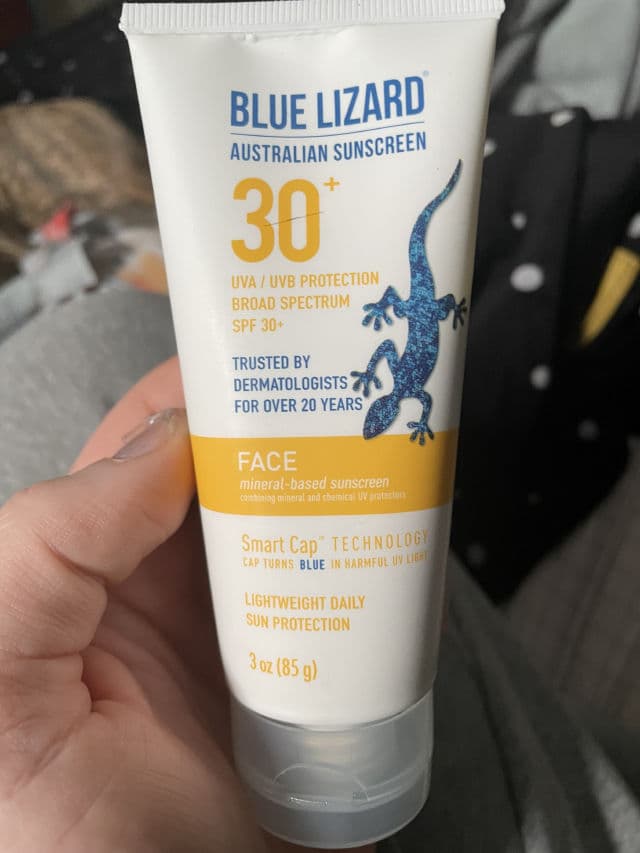 BLUE LIZARD®
AUSTRALIAN SUNSCREEN
30+
UVA / UVB PROTECTION
BROAD SPECTRUM
SPF 30+
TRUSTED BY
DERMATOLOGISTS
FOR OVER 20 YEARS
FACE
mineral-based sunscreen
combining mineral and chemical UV protectors
Smart Cap™ TECHNOLOGY
CAP TURNS BLUE IN HARMFUL UV LIGHT
LIGHTWEIGHT DAILY
SUN PROTECTION
3 oz (85 g)